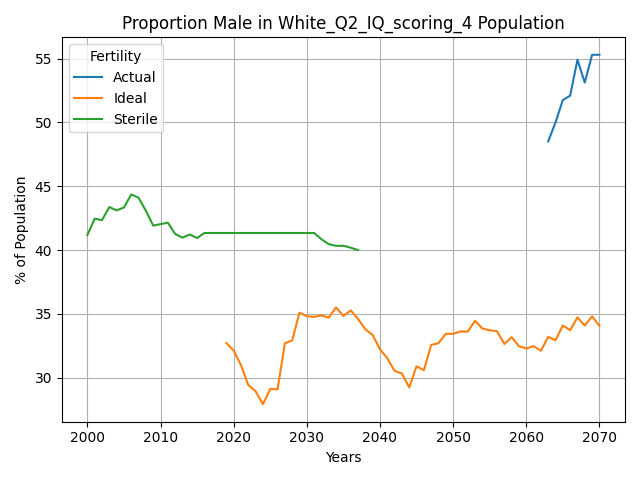 Proportion Male in White_Q2_IQ_scoring_4 Population
Fertility
Actual
Ideal
Sterile
% of Population
55
50
45
40
35
30
2000 2010 2020 2030 2040 2050 2060 2070
Years